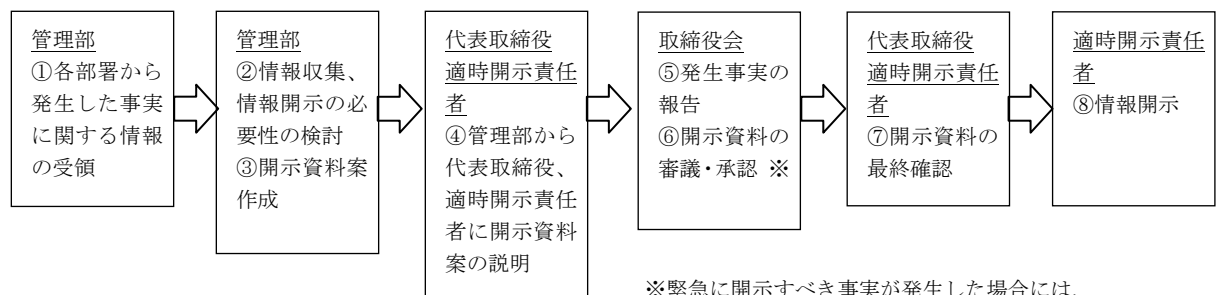 管理部
①各部署から
発生した事実
に関する情報
の受領
管理部
②情報収集、
情報開示の必
要性の検討
③開示資料案
作成
代表取締役
適時開示責任
者
④管理部から
代表取締役、
適時開示責任
者に開示資料
案の説明
取締役会
⑤発生事実の
報告
⑥開示資料の
審議・承認 ※
代表取締役
適時開示責任
者
⑦開示資料の
最終確認
適時開示責任
者
⑧情報開示
※緊急に開示すべき事実が発生した場合には、